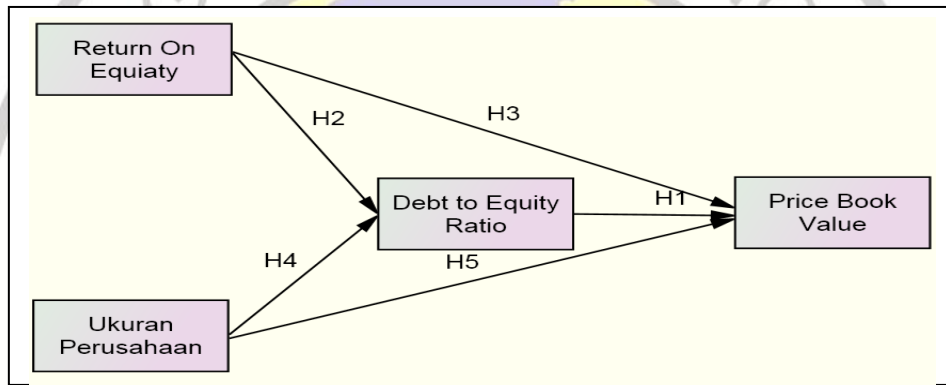 Return On
Equiaty
H3
H2
Debt to Equity
Ratio
H1
Price Book
Value
H4
H5
Ukuran
Perusahaan